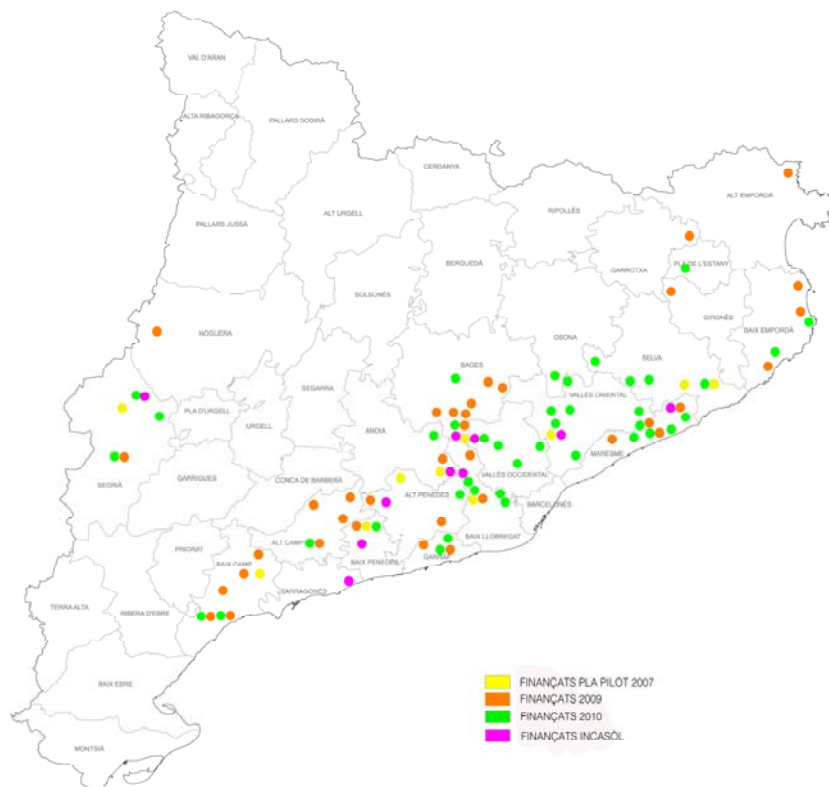 VAL D'ARAN
ALTA RIBAGORÇA
PALLARS SOBIRÀ
CERDANYA
ALT EMPORDÀ
RIPOLLÈS
ALT URGELL
PALLARS JUSSÀ
BERGUEDÀ
GARROTXA
PLA DE L'ESTANY
SOLSONÈS
GIRONÈS
NOGUERA
OSONA
BAIX EMPORDÀ
SELVA
BAGES
SEGARRA
VALLÈS ORIENTAL
PLA D'URGELL
URGELL
ANOIA
MARESME
SEGRIÀ
GARRIGUES
CONCA DE BARBERÀ
VALLÈS OCCIDENTAL
ALT PENEDÈS
BARCELONÈS
BAIX LLOBREGAT
PRIORAT
ALT CAMP
GARRAF
BAIX CAMP
BAIX PENEDÈS
TARRAGONÈS
TERRA ALTA
RIBERA D'EBRE
BAIX EBRE
MONTSIÀ
FINANÇATS PLA PILOT 2007
FINANÇATS 2009
FINANÇATS 2010
FINANÇATS INCASÒL